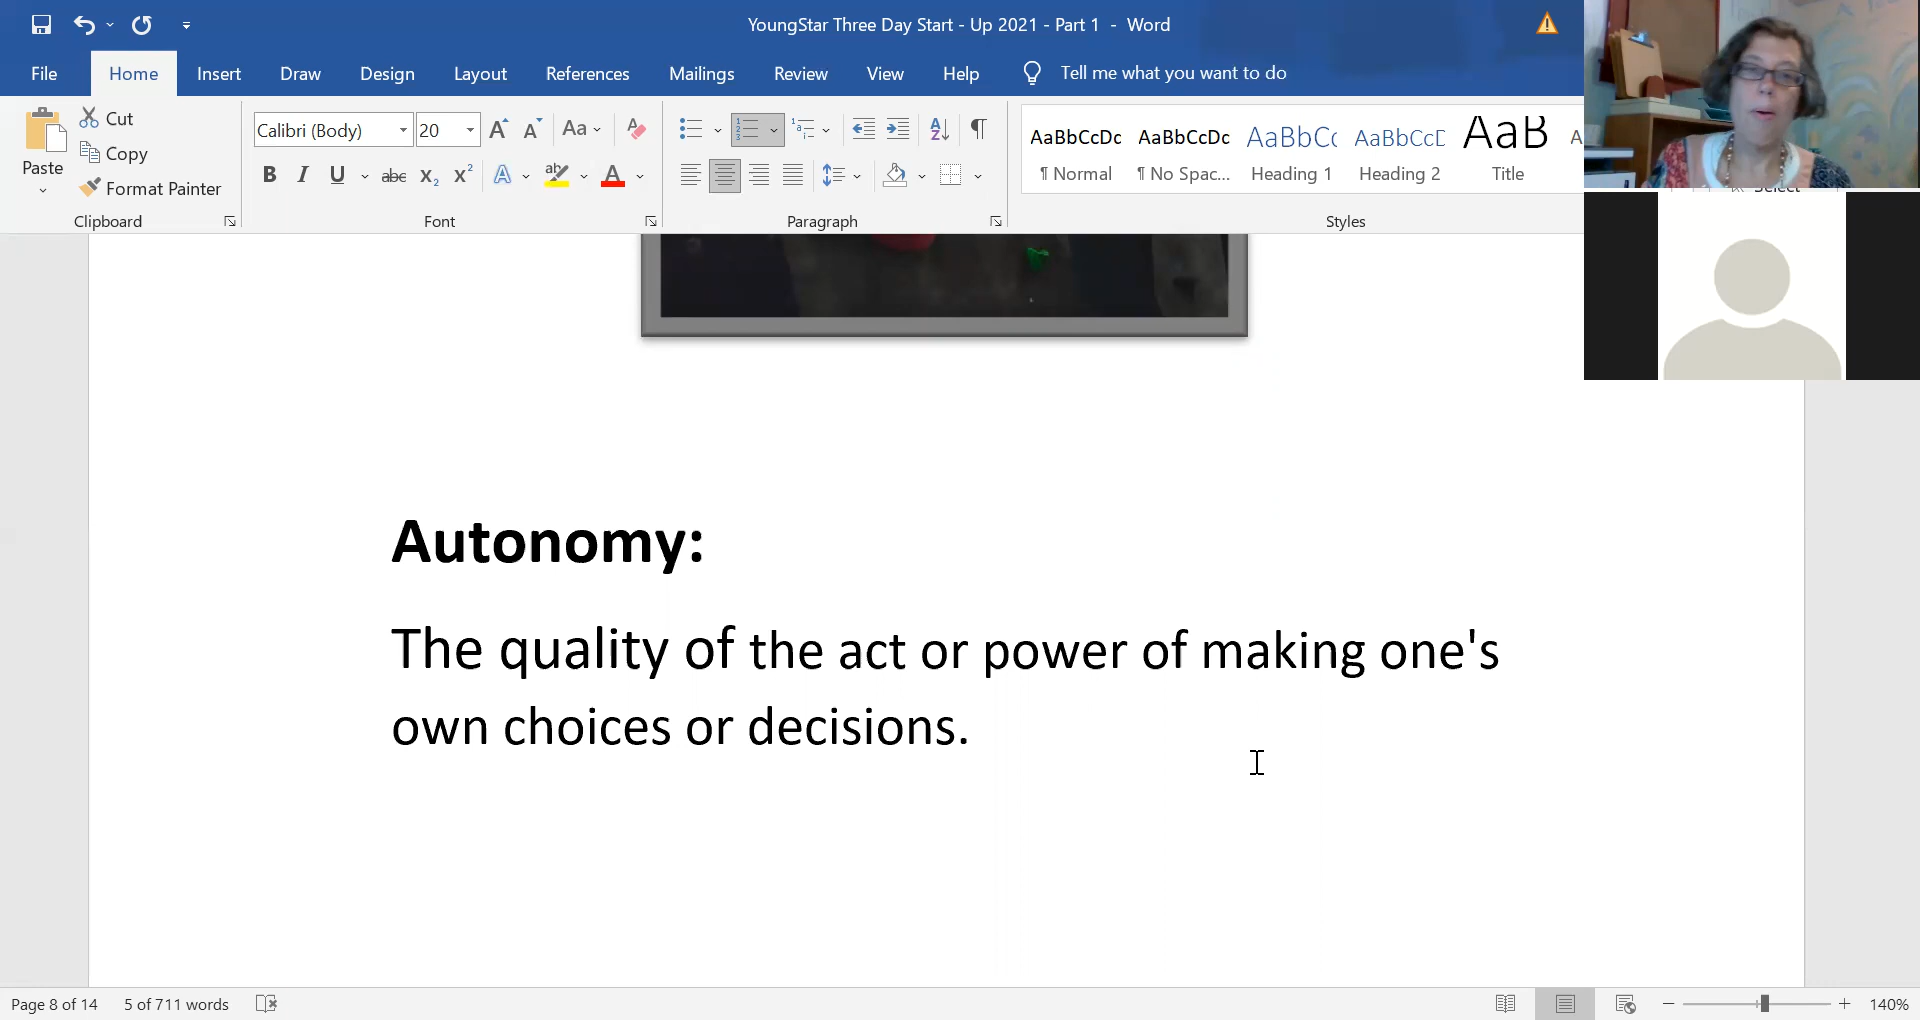 YoungStar Three Day Start - Up 2021 - Part 1 - Word
File Home Insert Draw Design Layout References Mailings Review View Help Tell me what you want to do
Paste
Cut
Copy
Format Painter
Clipboard
Calibri (Body) 20
Aa
B I U abc X₂ X²
A A
Font
Paragraph
AaBbCcDc AaBbCcDc AaBbCc AaBbCcD AaB
¶ Normal ¶ No Spac... Heading 1 Heading 2 Title
Styles
Autonomy:
The quality of the act or power of making one's
own choices or decisions.
Page 8 of 14 5 of 711 words
140%